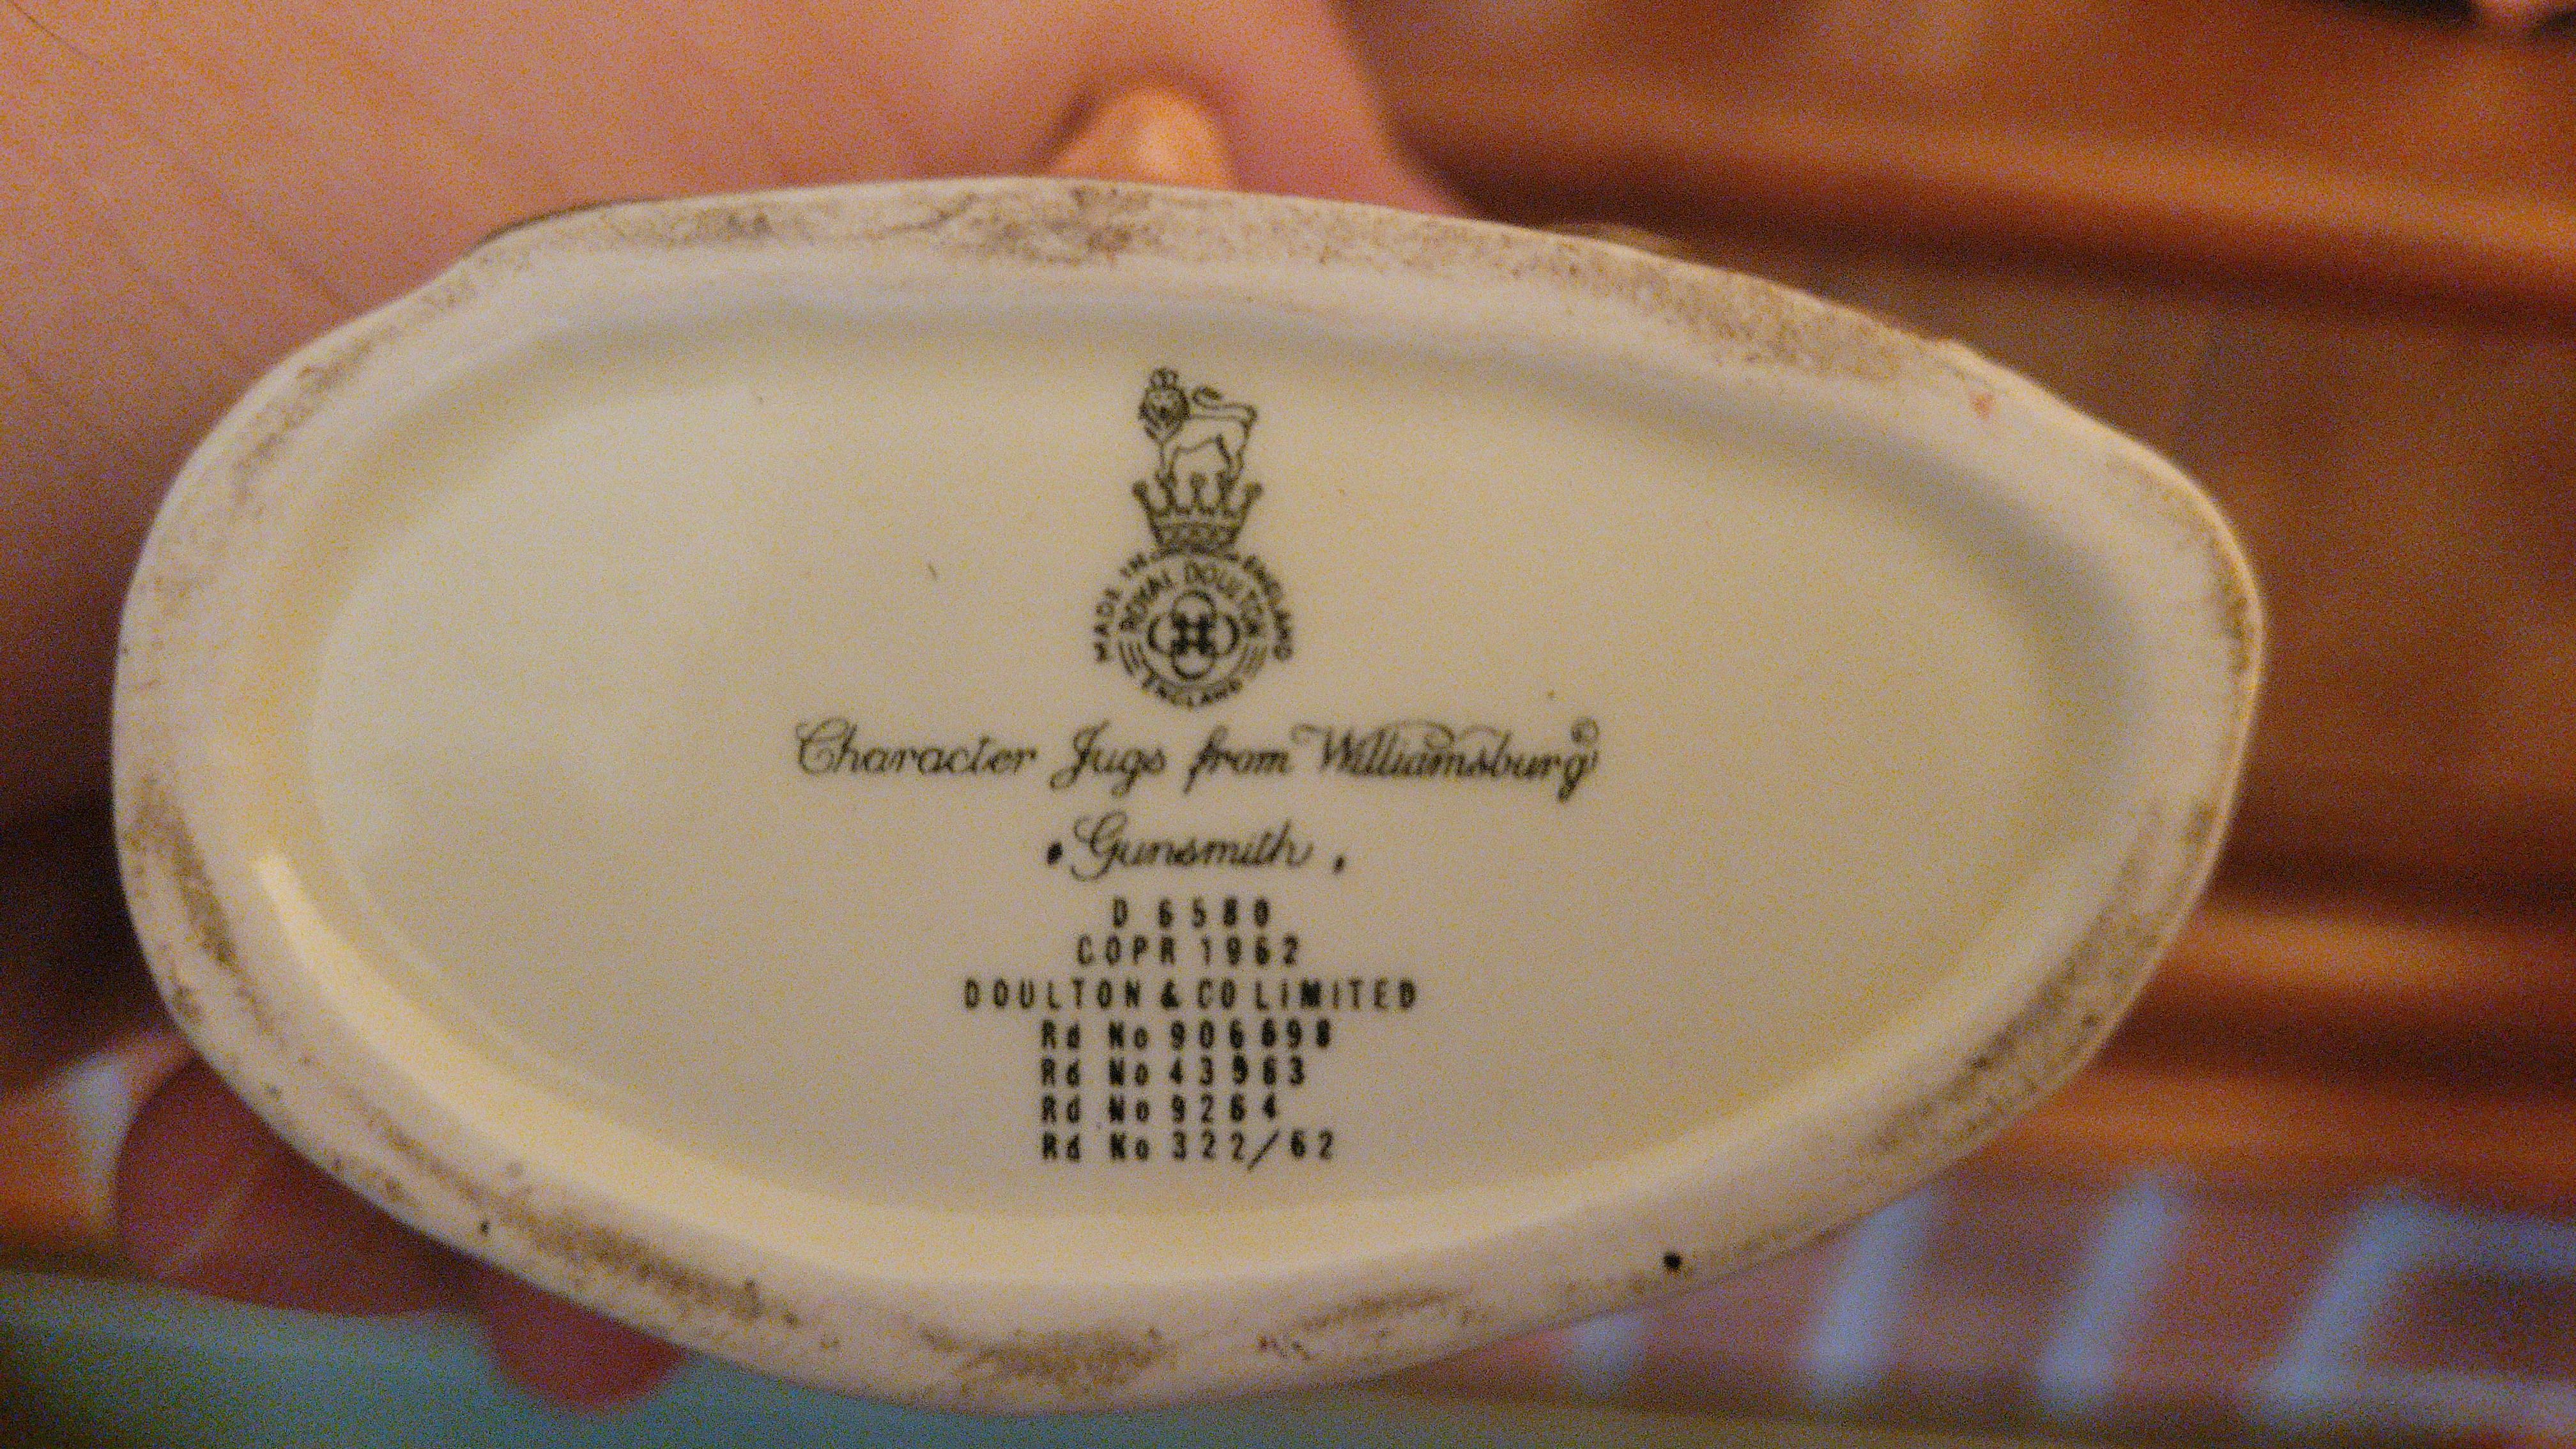 MADE IN ENGLAND
ROYAL DOULTON
ENGLAND
Character Jugs from Williamsburg©
• Gunsmith •
D 6580
COPR 1962
DOULTON & CO LIMITED
Rd No 906698
Rd No 43963
Rd No 9264
Rd No 322/62